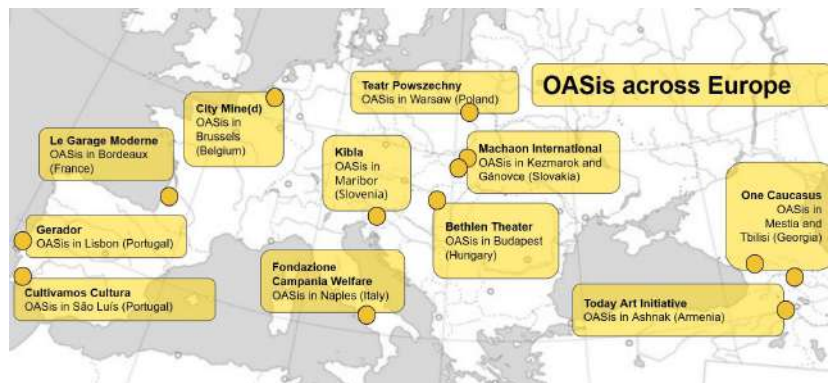 OASis across Europe
Teatr Powszechny
OASis in Warsaw (Poland)
City Mine(d)
OASis in
Brussels
(Belgium)
Le Garage Moderne
OASis in Bordeaux
(France)
Kibla
OASis in
Maribor
(Slovenia)
Machaon International
OASis in Kezmarok and
Gánovce (Slovakia)
One Caucasus
OASis in
Mestia and
Tbilisi (Georgia)
Gerador
OASis in Lisbon (Portugal)
Bethlen Theater
OASis in Budapest
(Hungary)
Fondazione
Campania Welfare
OASis in Naples (Italy)
Cultivamos Cultura
OASis in São Luís (Portugal)
Today Art Initiative
OASis in Ashnak (Armenia)